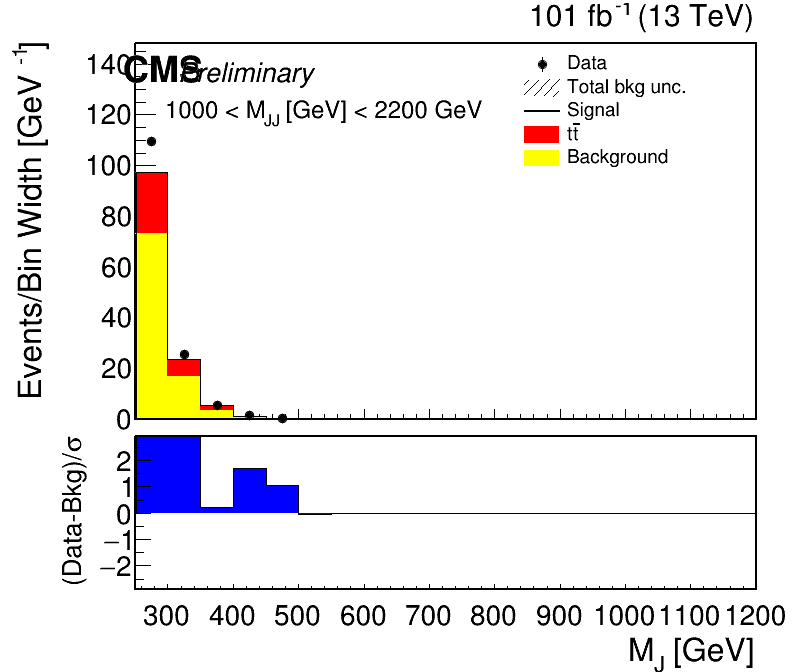 101 fb⁻¹ (13 TeV)
CMS Preliminary
1000 < M_JJ [GeV] < 2200 GeV
Data
Total bkg unc.
Signal
tt̄
Background
Events/Bin Width [GeV⁻¹]
140
120
100
80
60
40
20
0
(Data-Bkg)/σ
2
1
0
−1
−2
300 400 500 600 700 800 900 1000 1100 1200
M_J [GeV]